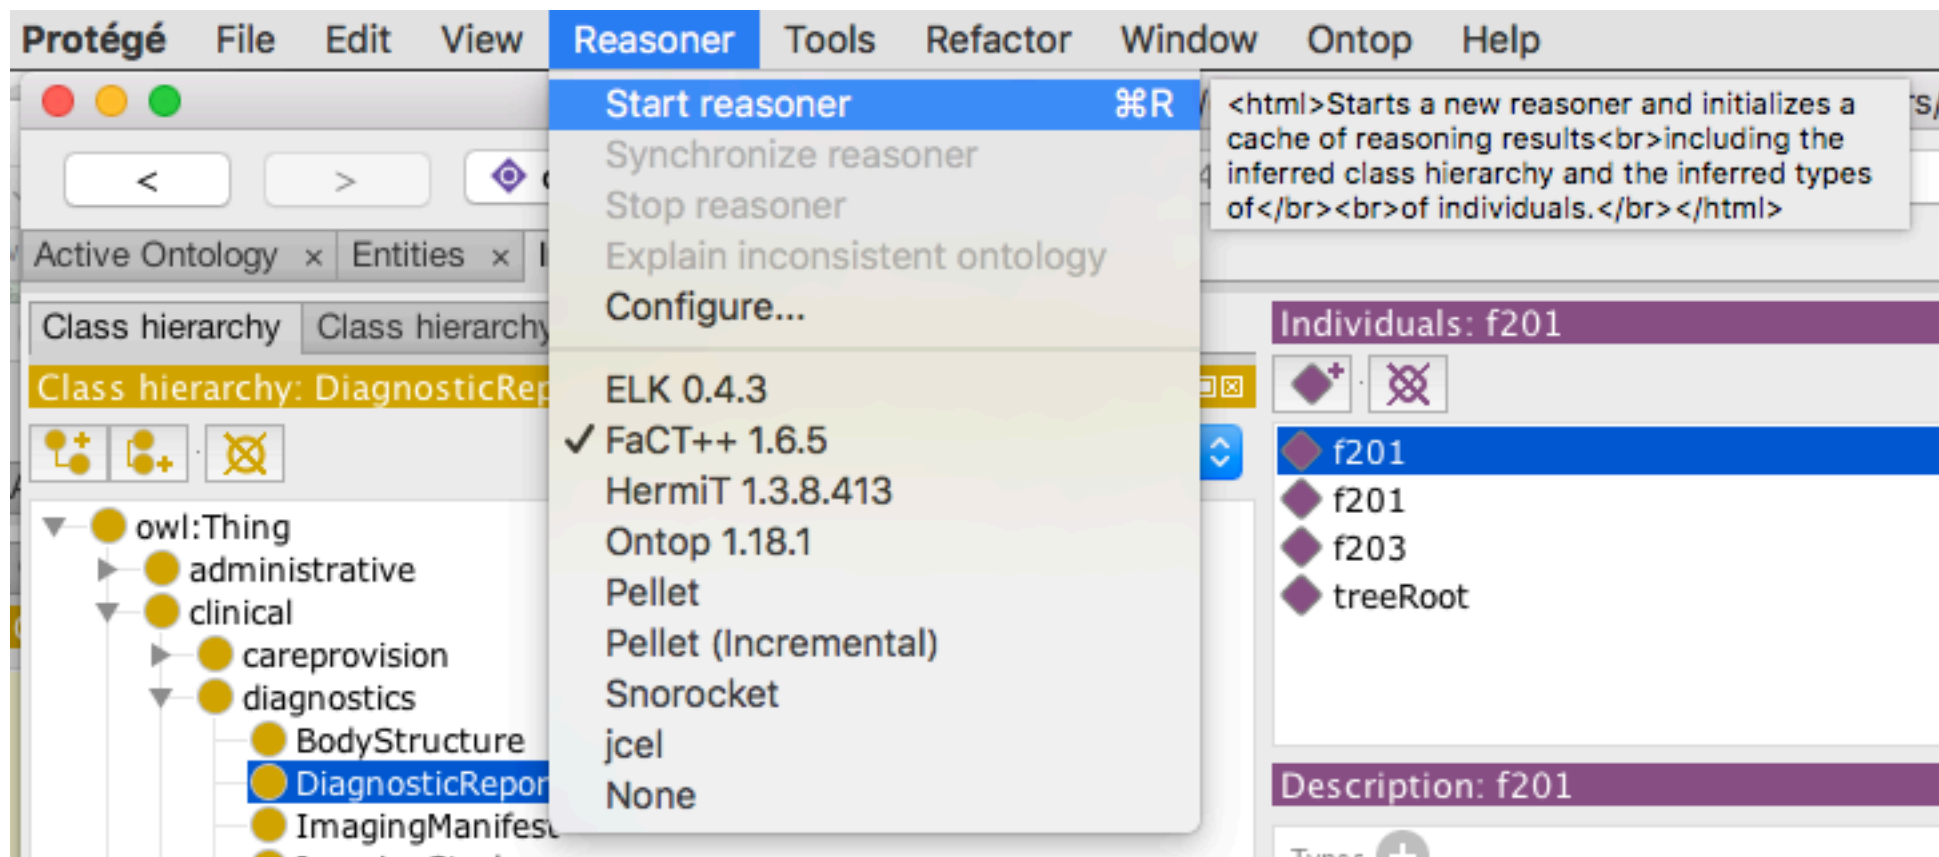 Protégé File Edit View Reasoner Tools Refactor Window Ontop Help
Start reasoner ⌘R
Synchronize reasoner
Stop reasoner
Explain inconsistent ontology
Configure...
ELK 0.4.3
✓ FaCT++ 1.6.5
HermiT 1.3.8.413
Ontop 1.18.1
Pellet
Pellet (Incremental)
Snorocket
jcel
None
<html>Starts a new reasoner and initializes a
cache of reasoning results<br>including the
inferred class hierarchy and the inferred types
of</br><br>of individuals.</br></html>
< >
Active Ontology × Entities ×
Class hierarchy Class hierarchy
Class hierarchy: DiagnosticRep
owl:Thing
administrative
clinical
careprovision
diagnostics
BodyStructure
DiagnosticRepor
ImagingManifest
Individuals: f201
f201
f201
f203
treeRoot
Description: f201
Types